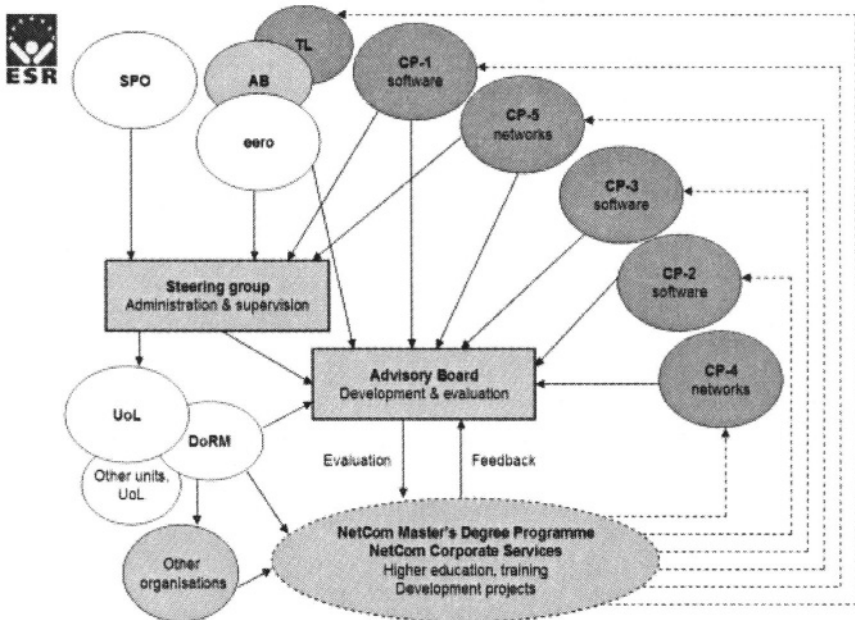 ESR
SPO
TL
AB
eero
CP-1
software
CP-5
networks
CP-3
software
CP-2
software
CP-4
networks
Steering group
Administration & supervision
Advisory Board
Development & evaluation
UoL
DoRM
Other units,
UoL
Other
organisations
Evaluation
Feedback
NetCom Master's Degree Programme
NetCom Corporate Services
Higher education, training
Development projects